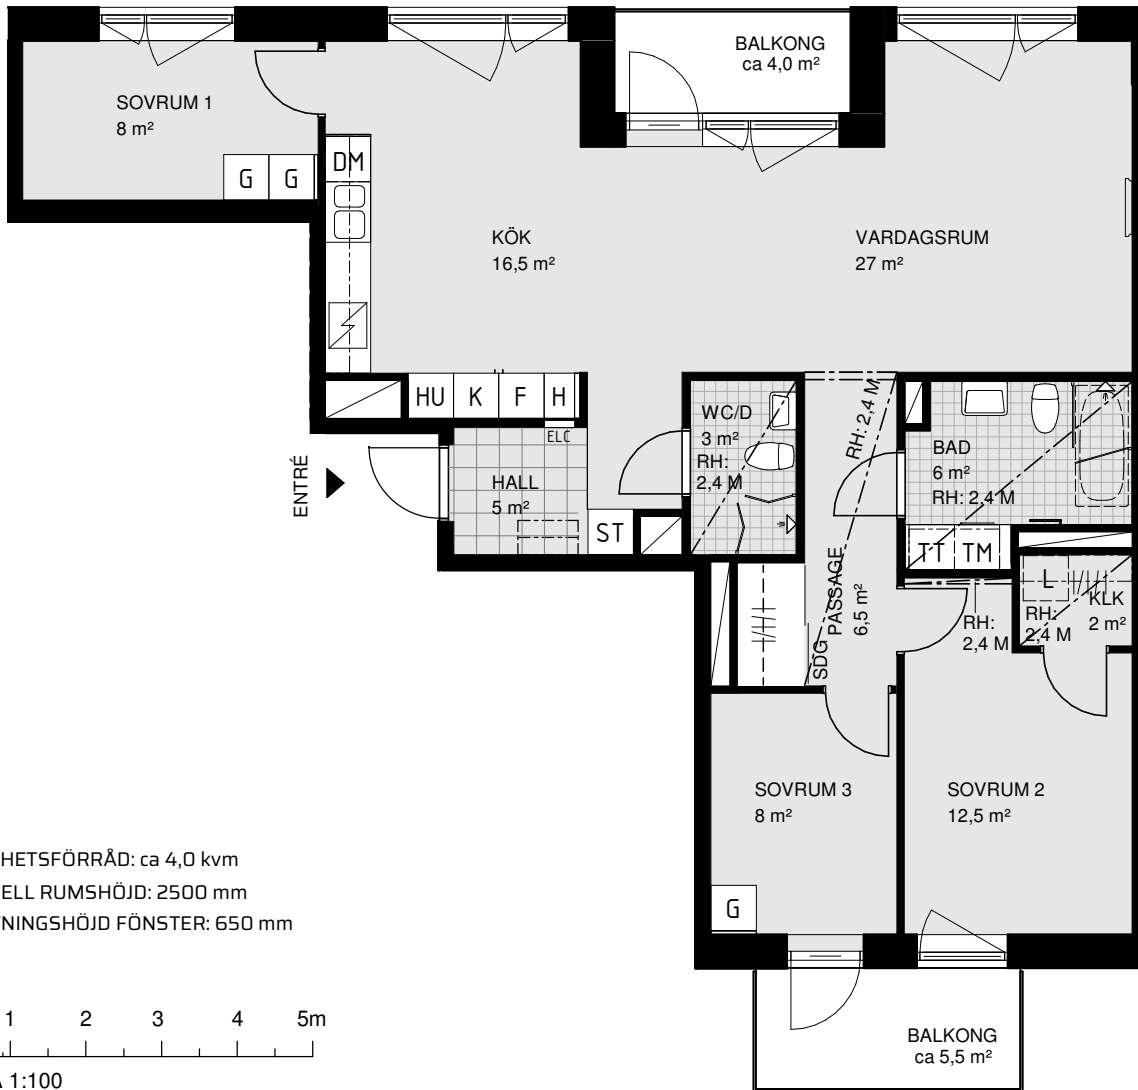 BALKONG
ca 4,0 m²
SOVRUM 1
8 m²
G
G
DM
KÖK
16,5 m²
VARDAGSRUM
27 m²
HU
K
F
H
ELC
ENTRÉ
HALL
5 m²
ST
WC/D
3 m²
RH:
2,4 M
RH: 2,4 M
BAD
6 m²
RH: 2,4 M
TT
TM
PASSAGE
6,5 m²
SDG
RH:
2,4 M
L
RH:
2,4 M
KLK
2 m²
SOVRUM 3
8 m²
SOVRUM 2
12,5 m²
G
HETSFÖRRÅD: ca 4,0 kvm
ELL RUMSHÖJD: 2500 mm
NINGSHÖJD FÖNSTER: 650 mm
1 2 3 4 5m
1:100
BALKONG
ca 5,5 m²